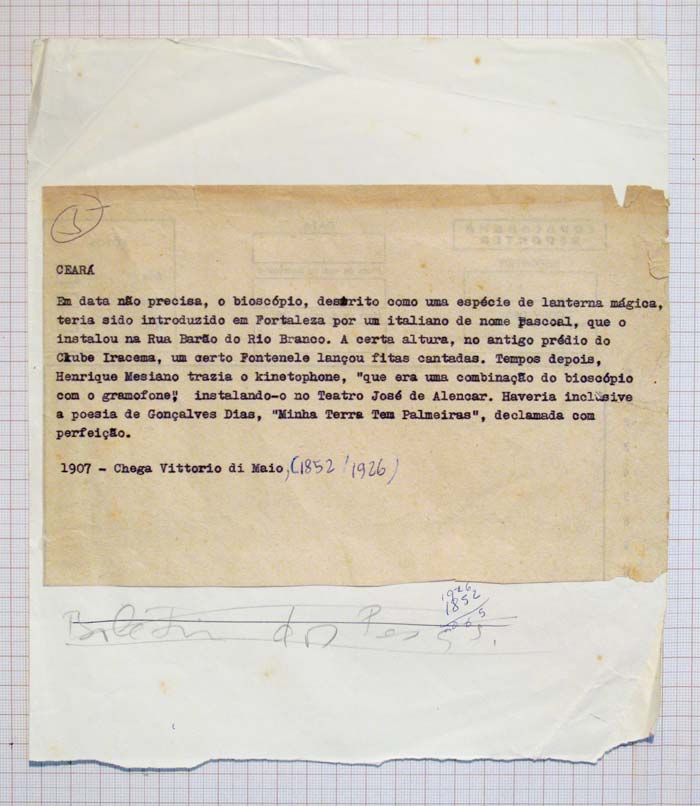 5
CEARÁ
Em data não precisa, o bioscópio, descrito como uma espécie de lanterna mágica,
teria sido introduzido em Fortaleza por um italiano de nome Pascoal, que o
instalou na Rua Barão do Rio Branco. A certa altura, no antigo prédio do
Clube Iracema, um certo Fontenele lançou fitas cantadas. Tempos depois,
Henrique Mesiano trazia o kinetophone, "que era uma combinação do bioscópio
com o gramofone", instalando-o no Teatro José de Alencar. Haveria inclusive
a poesia de Gonçalves Dias, "Minha Terra Tem Palmeiras", declamada com
perfeição.
1907 - Chega Vittorio di Maio, (1852/1926)
1926
1852
Boletim dos